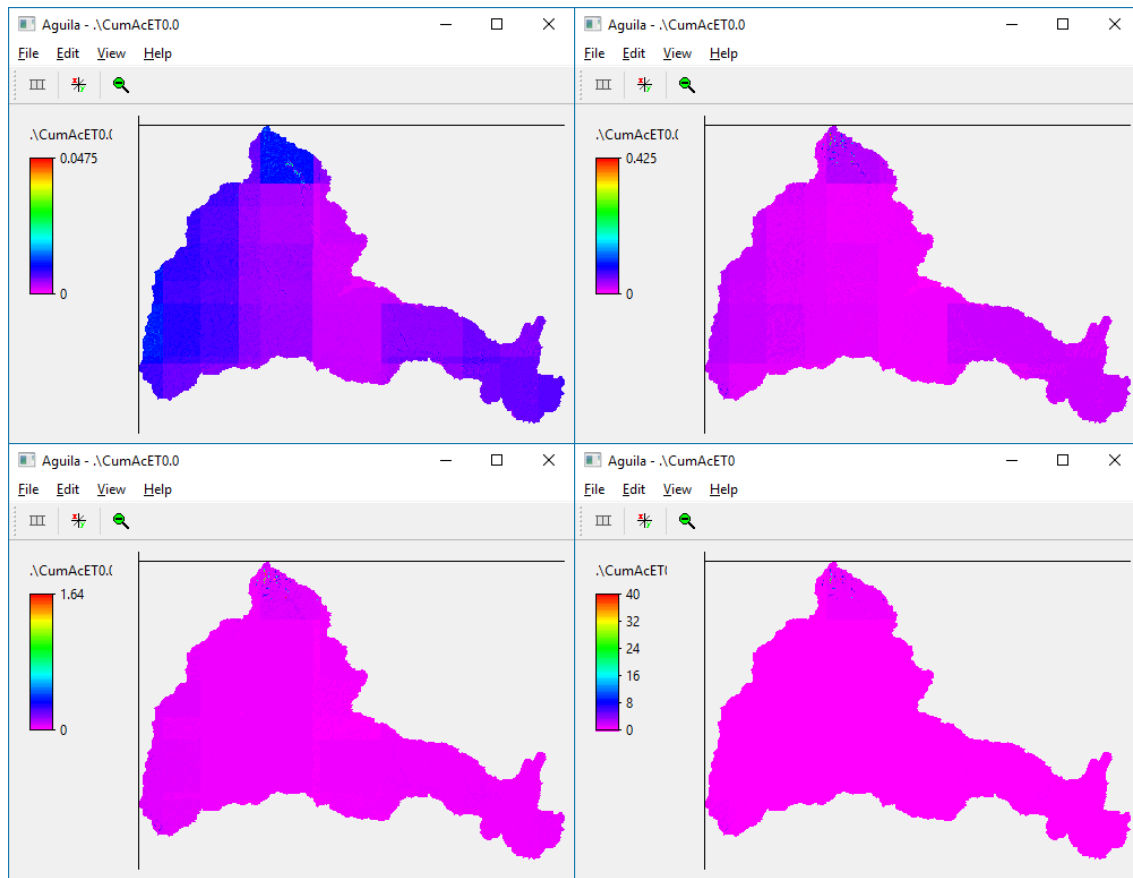 Aguila - .\CumAcET0.0
File Edit View Help
.\CumAcET0.0
0.0475
0
Aguila - .\CumAcET0.0
File Edit View Help
.\CumAcET0.0
0.425
0
Aguila - .\CumAcET0.0
File Edit View Help
.\CumAcET0.0
1.64
0
Aguila - .\CumAcET0
File Edit View Help
.\CumAcET0
40
32
24
16
8
0